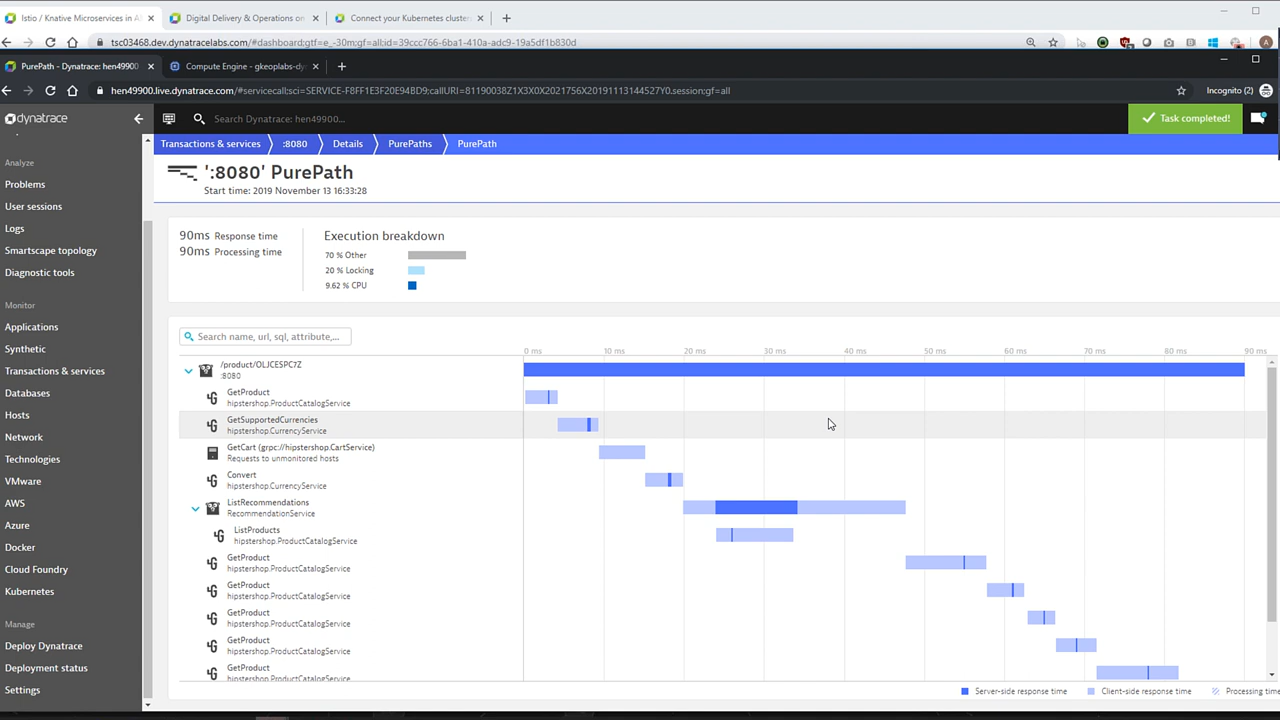 Istio / Knative Microservices in A
Digital Delivery & Operations on
Connect your Kubernetes cluster
tsc03468.dev.dynatracelabs.com/#dashboard;gtf=e_-30m;gf=all;id=39ccc766-6ba1-410a-adc9-19a5df1b830d
PurePath - Dynatrace: hen49900
Compute Engine - gkeoplabs-dy
hen49900.live.dynatrace.com/#servicecall;sci=SERVICE-F8FF1E3F20E94BD9;callURI=81190038Z1X3X0X2021756X20191113144527Y0.session;gf=all
Incognito (2)
dynatrace
Search Dynatrace: hen49900...
Task completed!
Transactions & services
:8080
Details
PurePaths
PurePath
Analyze
Problems
User sessions
Logs
Smartscape topology
Diagnostic tools
Monitor
Applications
Synthetic
Transactions & services
Databases
Hosts
Network
Technologies
VMware
AWS
Azure
Docker
Cloud Foundry
Kubernetes
Manage
Deploy Dynatrace
Deployment status
Settings
':8080' PurePath
Start time: 2019 November 13 16:33:28
90ms Response time
90ms Processing time
Execution breakdown
70 % Other
20 % Locking
9.62 % CPU
Search name, url, sql, attribute,...
0 ms 10 ms 20 ms 30 ms 40 ms 50 ms 60 ms 70 ms 80 ms 90 ms
/product/OLJCESPC7Z
:8080
GetProduct
hipstershop.ProductCatalogService
GetSupportedCurrencies
hipstershop.CurrencyService
GetCart (grpc://hipstershop.CartService)
Requests to unmonitored hosts
Convert
hipstershop.CurrencyService
ListRecommendations
RecommendationService
ListProducts
hipstershop.ProductCatalogService
GetProduct
hipstershop.ProductCatalogService
GetProduct
hipstershop.ProductCatalogService
GetProduct
hipstershop.ProductCatalogService
GetProduct
hipstershop.ProductCatalogService
GetProduct
hipstershop.ProductCatalogService
Server-side response time
Client-side response time
Processing time